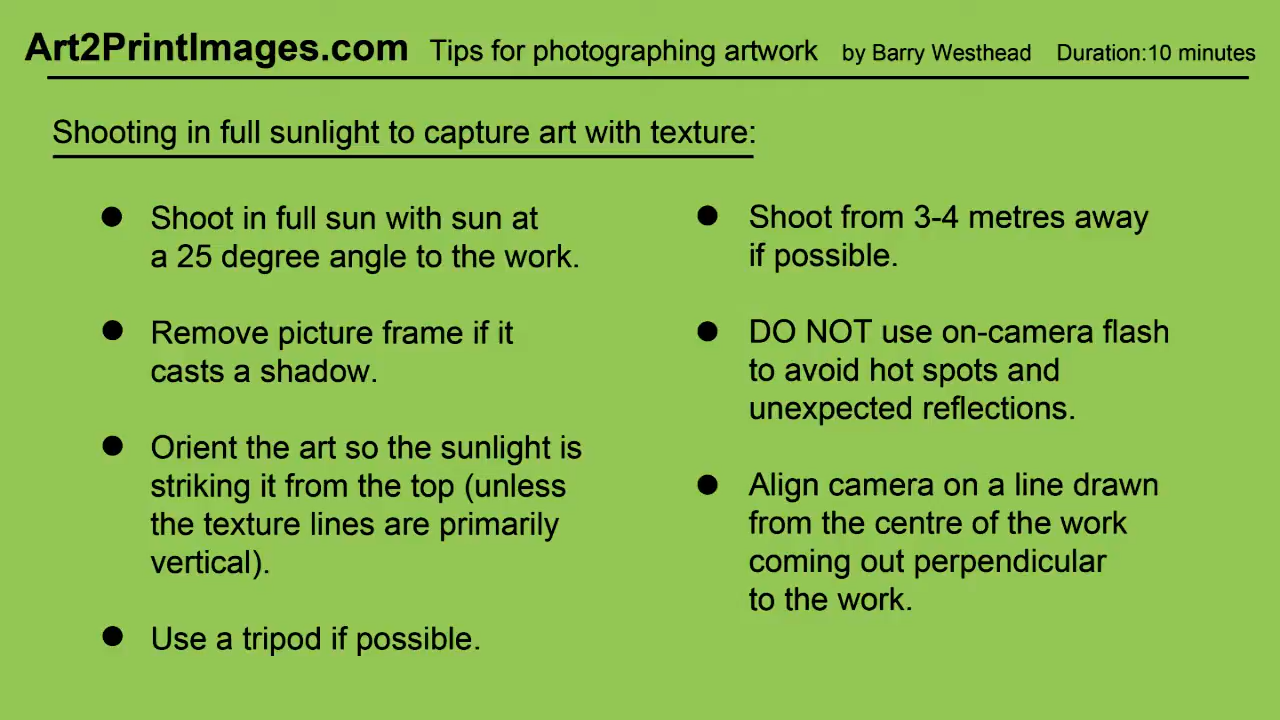 Art2PrintImages.com Tips for photographing artwork by Barry Westhead Duration:10 minutes
Shooting in full sunlight to capture art with texture:
● Shoot in full sun with sun at
a 25 degree angle to the work.
● Remove picture frame if it
casts a shadow.
● Orient the art so the sunlight is
striking it from the top (unless
the texture lines are primarily
vertical).
● Use a tripod if possible.
● Shoot from 3-4 metres away
if possible.
● DO NOT use on-camera flash
to avoid hot spots and
unexpected reflections.
● Align camera on a line drawn
from the centre of the work
coming out perpendicular
to the work.